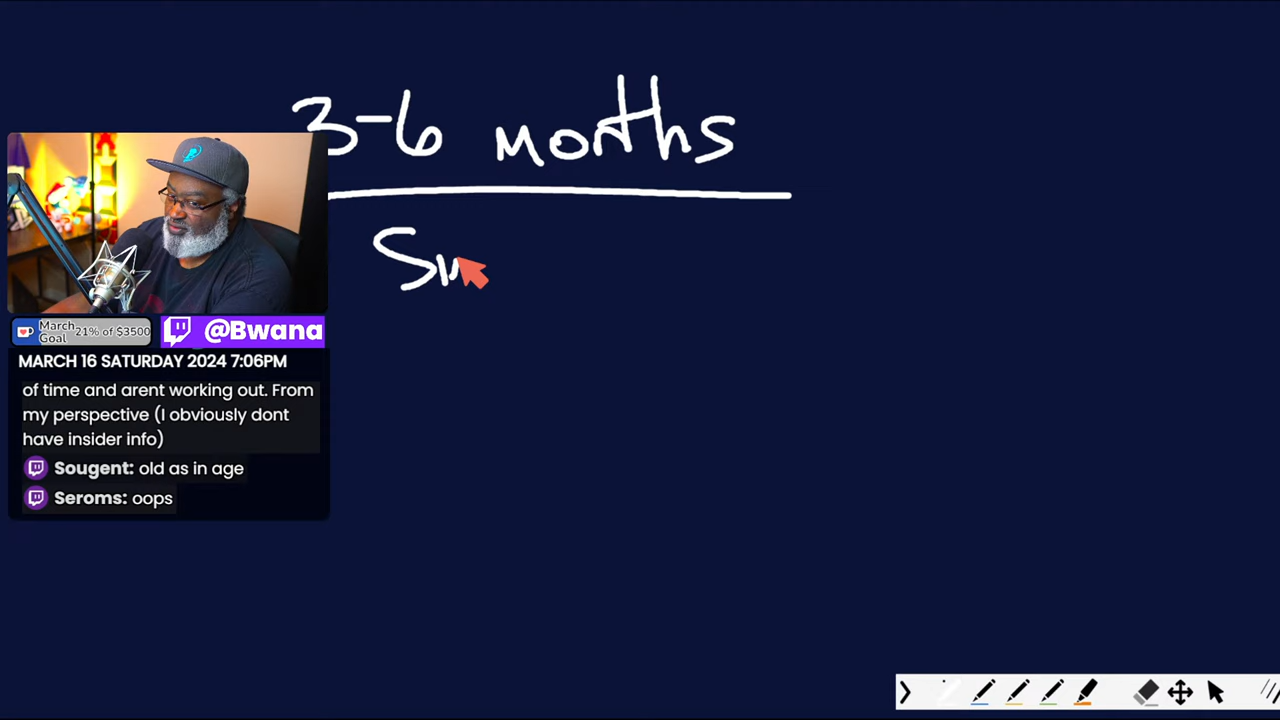 3-6 months
March Goal 21% of $3500
@Bwana
MARCH 16 SATURDAY 2024 7:06PM
of time and arent working out. From
my perspective (I obviously dont
have insider info)
Sougent: old as in age
Seroms: oops